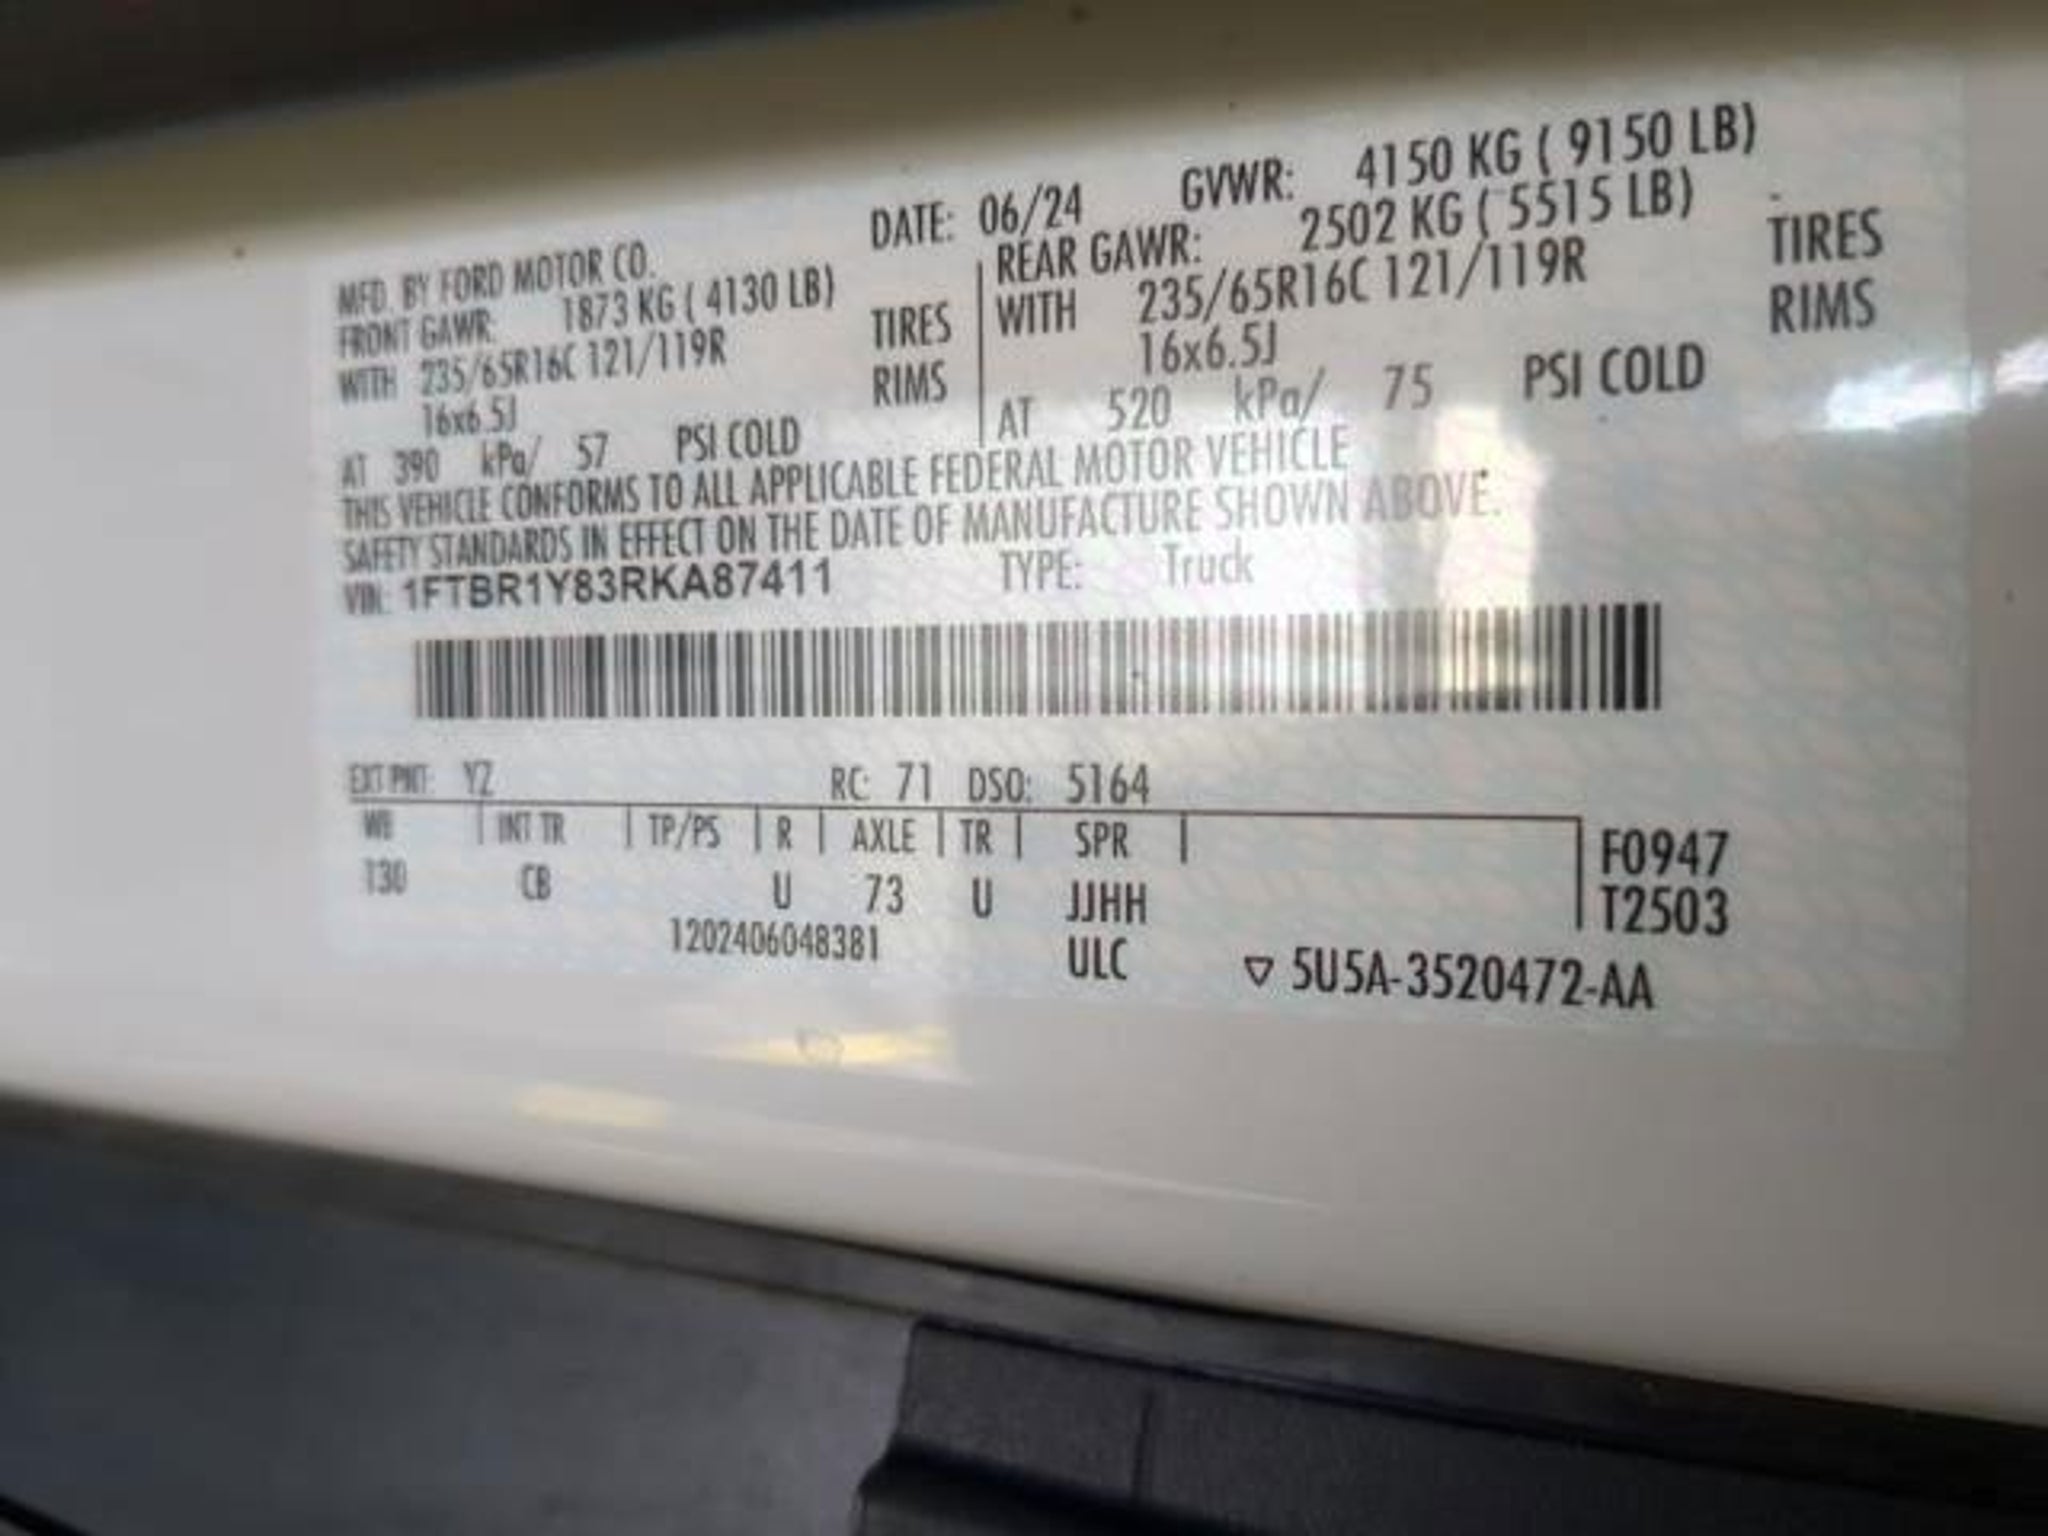 DATE: 06/24 GVWR: 4150 KG ( 9150 LB)
MFD. BY FORD MOTOR CO.
FRONT GAWR: 1873 KG ( 4130 LB)
WITH 235/65R16C 121/119R TIRES
16x6.5J RIMS
AT 390 kPa/ 57 PSI COLD
REAR GAWR: 2502 KG ( 5515 LB)
WITH 235/65R16C 121/119R TIRES
16x6.5J RIMS
AT 520 kPa/ 75 PSI COLD
THIS VEHICLE CONFORMS TO ALL APPLICABLE FEDERAL MOTOR VEHICLE
SAFETY STANDARDS IN EFFECT ON THE DATE OF MANUFACTURE SHOWN ABOVE.
VIN: 1FTBR1Y83RKA87411 TYPE: Truck
EXT PNT: YZ RC: 71 DSO: 5164
WB | INT TR | TP/PS | R | AXLE | TR | SPR | F0947
130 CB U 73 U JJHH T2503
1202406048381 ULC ▽ 5U5A-3520472-AA